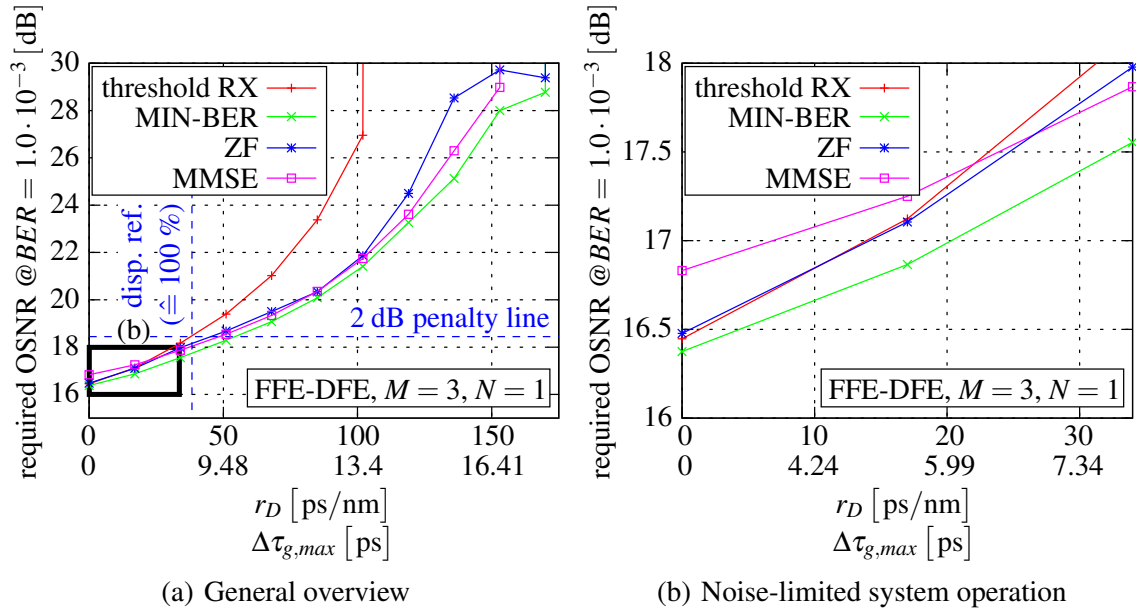 required OSNR @BER = 1.0 · 10⁻³ [dB]
30
28
26
24
22
20
18
16
threshold RX
MIN-BER
ZF
MMSE
disp. ref.
(≙ 100 %)
(b)
2 dB penalty line
FFE-DFE, M = 3, N = 1
0 50 100 150
0 9.48 13.4 16.41
r_D [ps/nm]
Δτ_{g,max} [ps]
(a) General overview
required OSNR @BER = 1.0 · 10⁻³ [dB]
18
17.5
17
16.5
16
threshold RX
MIN-BER
ZF
MMSE
FFE-DFE, M = 3, N = 1
0 10 20 30
0 4.24 5.99 7.34
r_D [ps/nm]
Δτ_{g,max} [ps]
(b) Noise-limited system operation